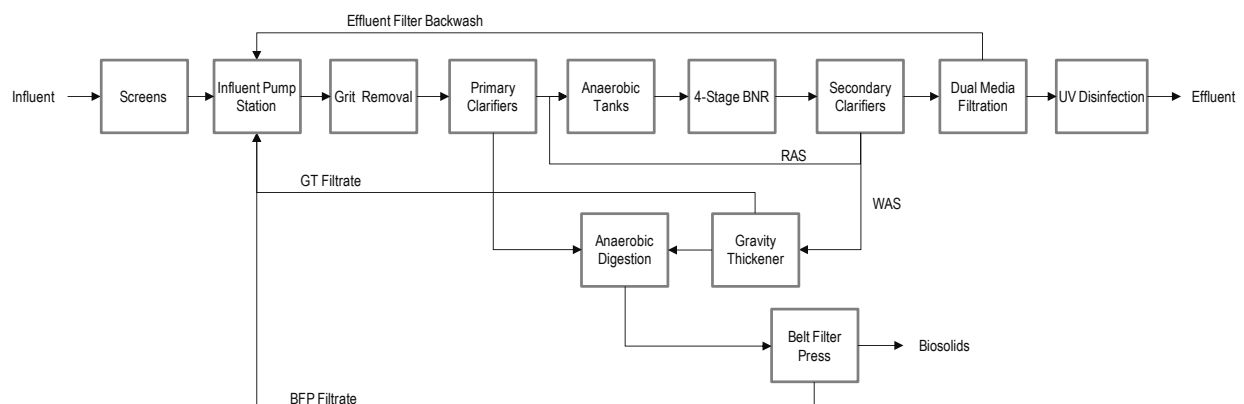 Effluent Filter Backwash
Influent
Screens
Influent Pump
Station
Grit Removal
Primary
Clarifiers
Anaerobic
Tanks
4-Stage BNR
Secondary
Clarifiers
Dual Media
Filtration
UV Disinfection
Effluent
RAS
GT Filtrate
WAS
Anaerobic
Digestion
Gravity
Thickener
Belt Filter
Press
Biosolids
BFP Filtrate